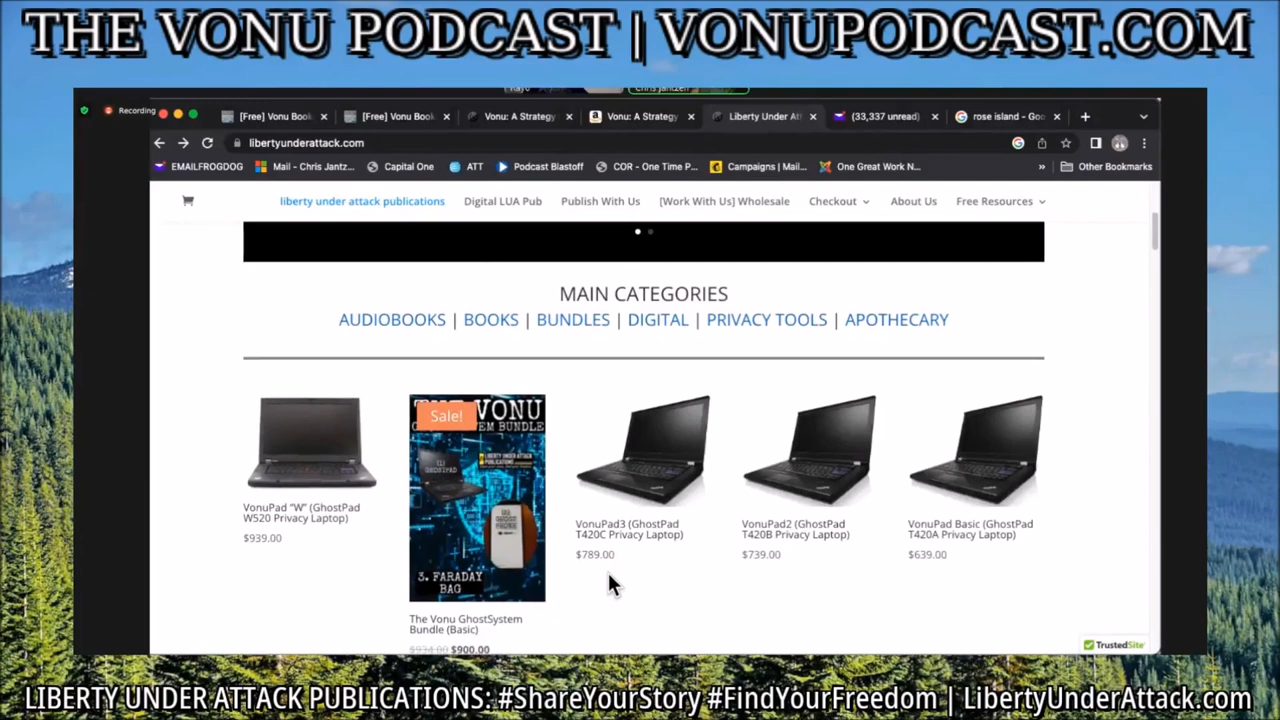 THE VONU PODCAST | VONUPODCAST.COM
Chris Jantzen
Recording
[Free] Vonu Book
[Free] Vonu Book
Vonu: A Strategy
Vonu: A Strategy
Liberty Under Att
(33,337 unread)
rose island - Goo
libertyunderattack.com
EMAILFROGDOG
Mail - Chris Jantz...
Capital One
ATT
Podcast Blastoff
COR - One Time P...
Campaigns | Mail...
One Great Work N...
»
Other Bookmarks
liberty under attack publications
Digital LUA Pub
Publish With Us
[Work With Us] Wholesale
Checkout
About Us
Free Resources
MAIN CATEGORIES
AUDIOBOOKS | BOOKS | BUNDLES | DIGITAL | PRIVACY TOOLS | APOTHECARY
VonuPad "W" (GhostPad
W520 Privacy Laptop)
$939.00
Sale!
THE VONU
3. FARADAY
BAG
The Vonu GhostSystem
Bundle (Basic)
$934.00 $900.00
VonuPad3 (GhostPad
T420C Privacy Laptop)
$789.00
VonuPad2 (GhostPad
T420B Privacy Laptop)
$739.00
VonuPad Basic (GhostPad
T420A Privacy Laptop)
$639.00
TrustedSite
LIBERTY UNDER ATTACK PUBLICATIONS: #ShareYourStory #FindYourFreedom | LibertyUnderAttack.com